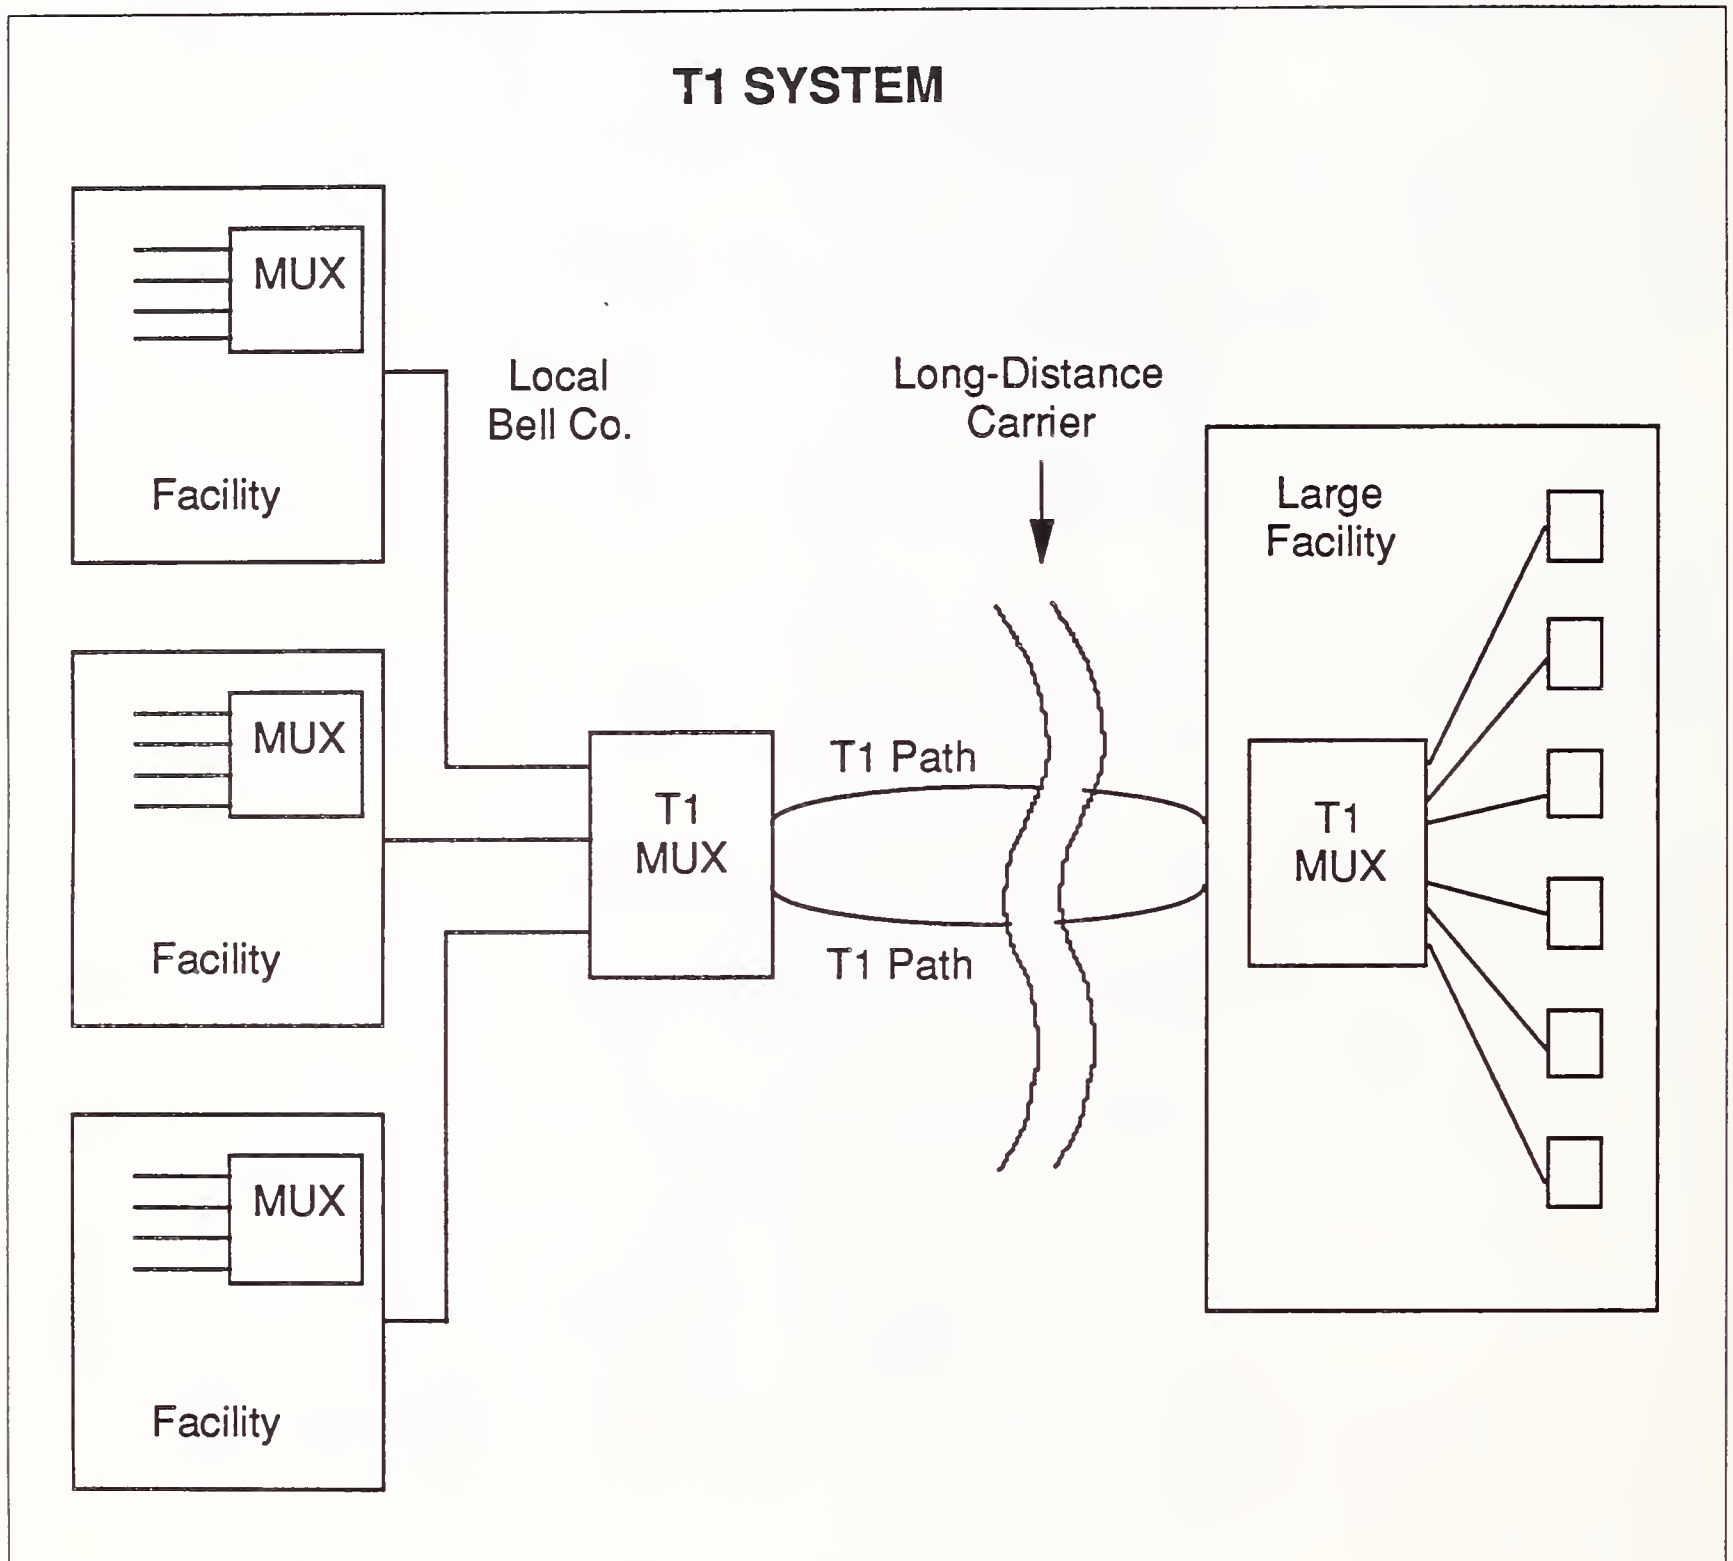 T1 SYSTEM
MUX
Facility
Local
Bell Co.
Long-Distance
Carrier
Large
Facility
MUX
Facility
T1
MUX
T1 Path
T1 Path
T1
MUX
MUX
Facility